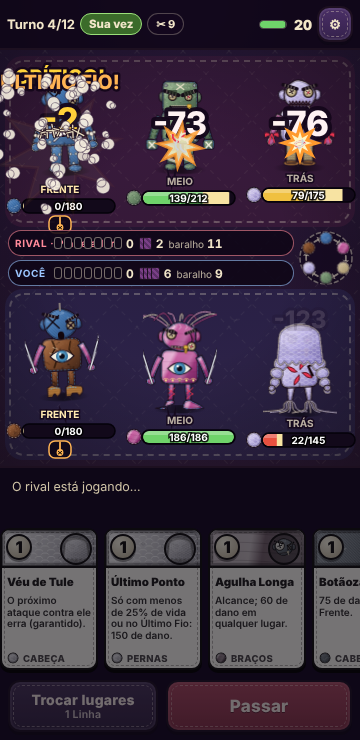 Turno 4/12
Sua vez
✂ 9
20
CRÍTICO!
ÚLTIMO FIO!
-2
-73
-76
FRENTE
0/180
MEIO
139/212
TRÁS
79/175
RIVAL
0
2
baralho 11
VOCÊ
0
6
baralho 9
-123
FRENTE
0/180
MEIO
186/186
TRÁS
22/145
O rival está jogando...
1
Véu de Tule
O próximo
ataque contra ele
erra (garantido).
CABEÇA
1
Último Ponto
Só com menos
de 25% de vida
ou no Último Fio:
150 de dano.
PERNAS
1
Agulha Longa
Alcance; 60 de
dano em
qualquer lugar.
BRAÇOS
1
Botãoz
75 de da
Frente.
CABE
Trocar lugares
1 Linha
Passar